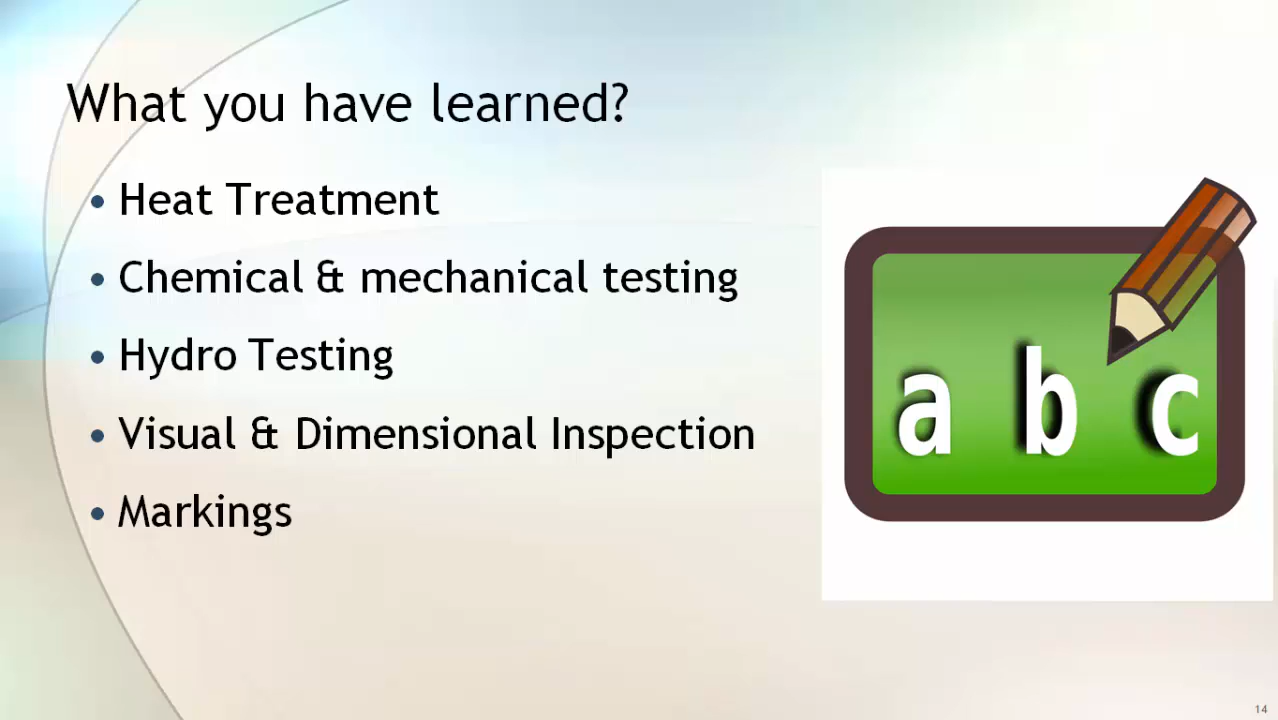 What you have learned?
• Heat Treatment
• Chemical & mechanical testing
• Hydro Testing
• Visual & Dimensional Inspection
• Markings
a b c
14